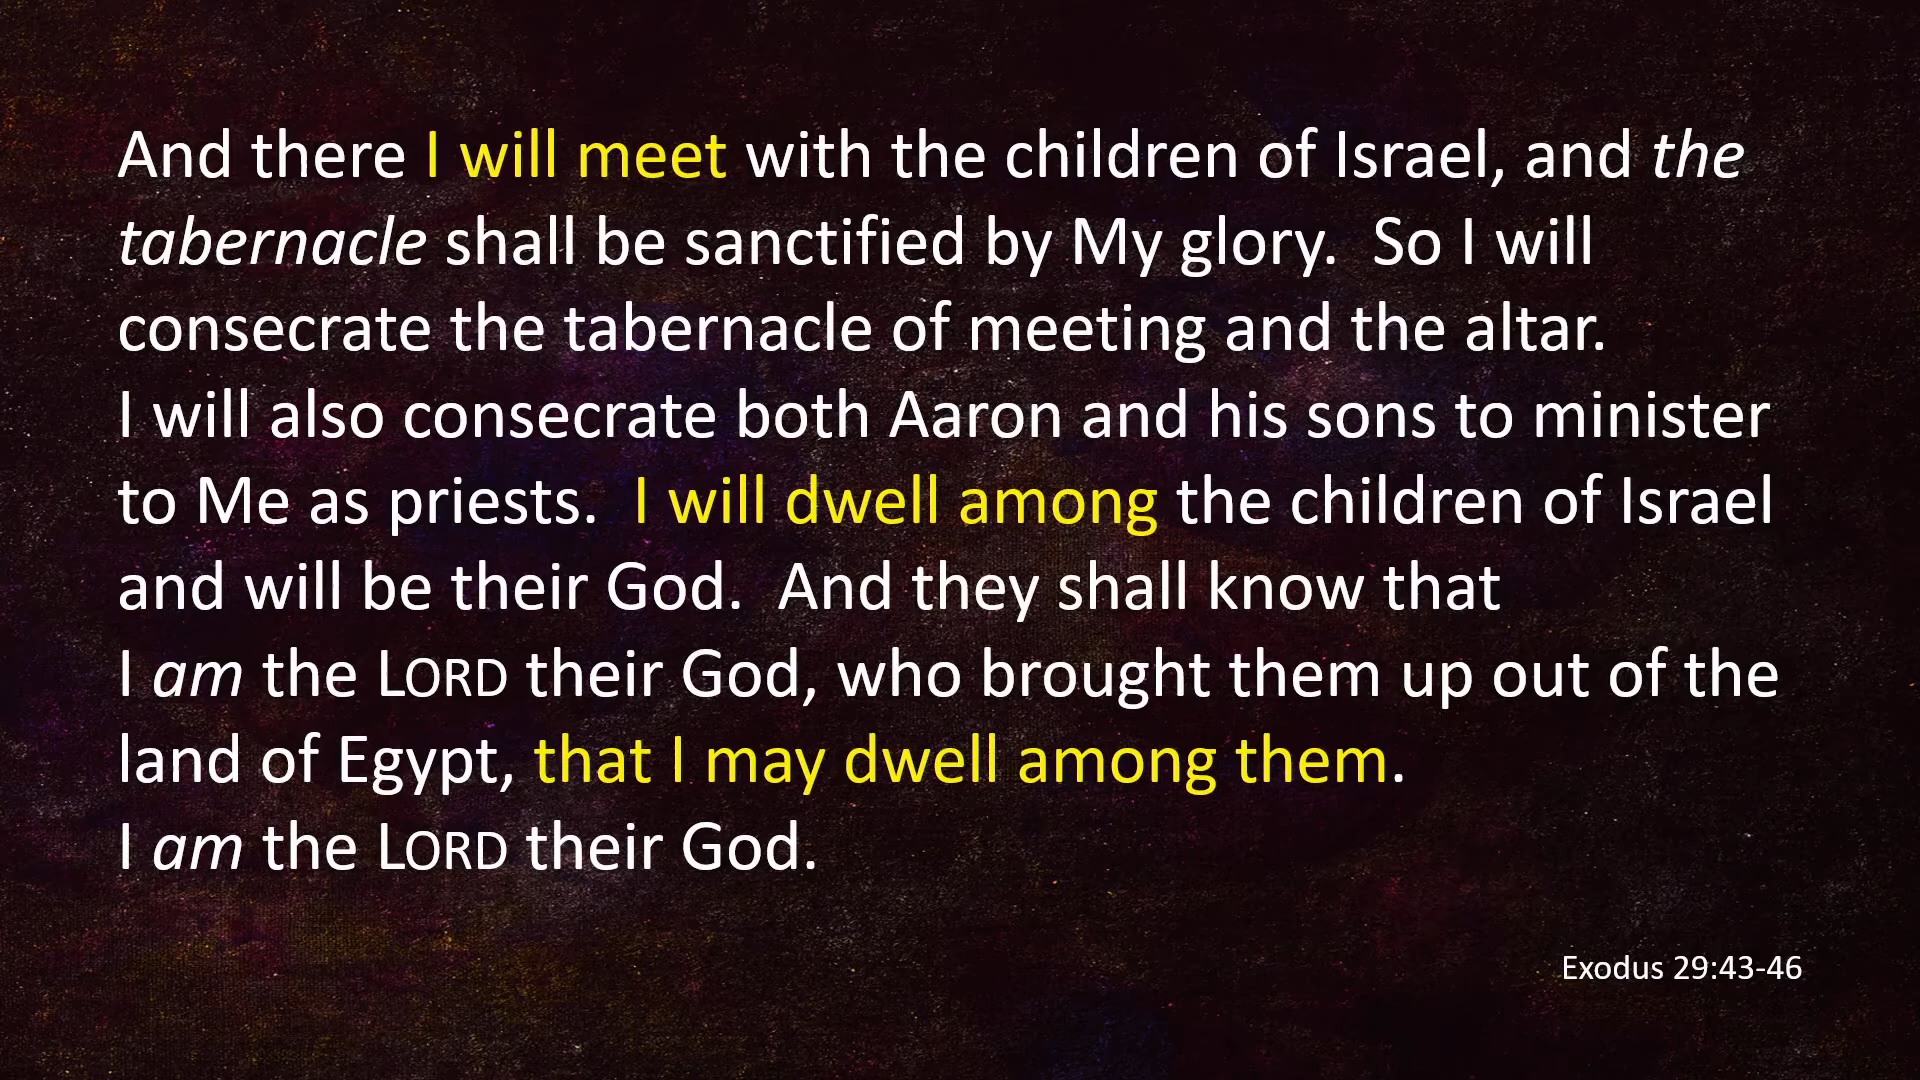 And there I will meet with the children of Israel, and the
tabernacle shall be sanctified by My glory.  So I will
consecrate the tabernacle of meeting and the altar.
I will also consecrate both Aaron and his sons to minister
to Me as priests.  I will dwell among the children of Israel
and will be their God.  And they shall know that
I am the LORD their God, who brought them up out of the
land of Egypt, that I may dwell among them.
I am the LORD their God.
Exodus 29:43-46